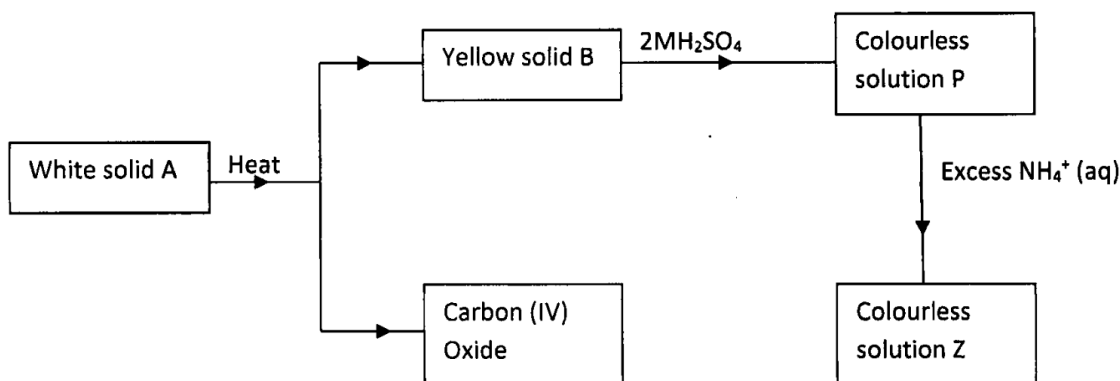 Yellow solid B
2MH₂SO₄
Colourless
solution P
White solid A
Heat
Excess NH₄⁺ (aq)
Carbon (IV)
Oxide
Colourless
solution Z